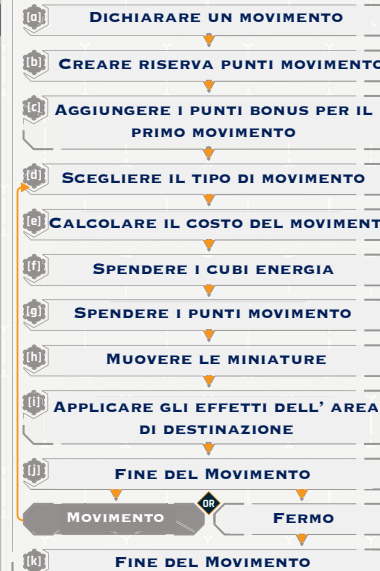 [a] Dichiarare un movimento
[b] Creare riserva punti movimento
[c] Aggiungere i punti bonus per il
primo movimento
[d] Scegliere il tipo di movimento
[e] Calcolare il costo del moviment
[f] Spendere i cubi energia
[g] Spendere i punti movimento
[h] Muovere le miniature
[i] Applicare gli effetti dell' area
di destinazione
[j] Fine del Movimento
Movimento OR Fermo
[k] Fine del Movimento